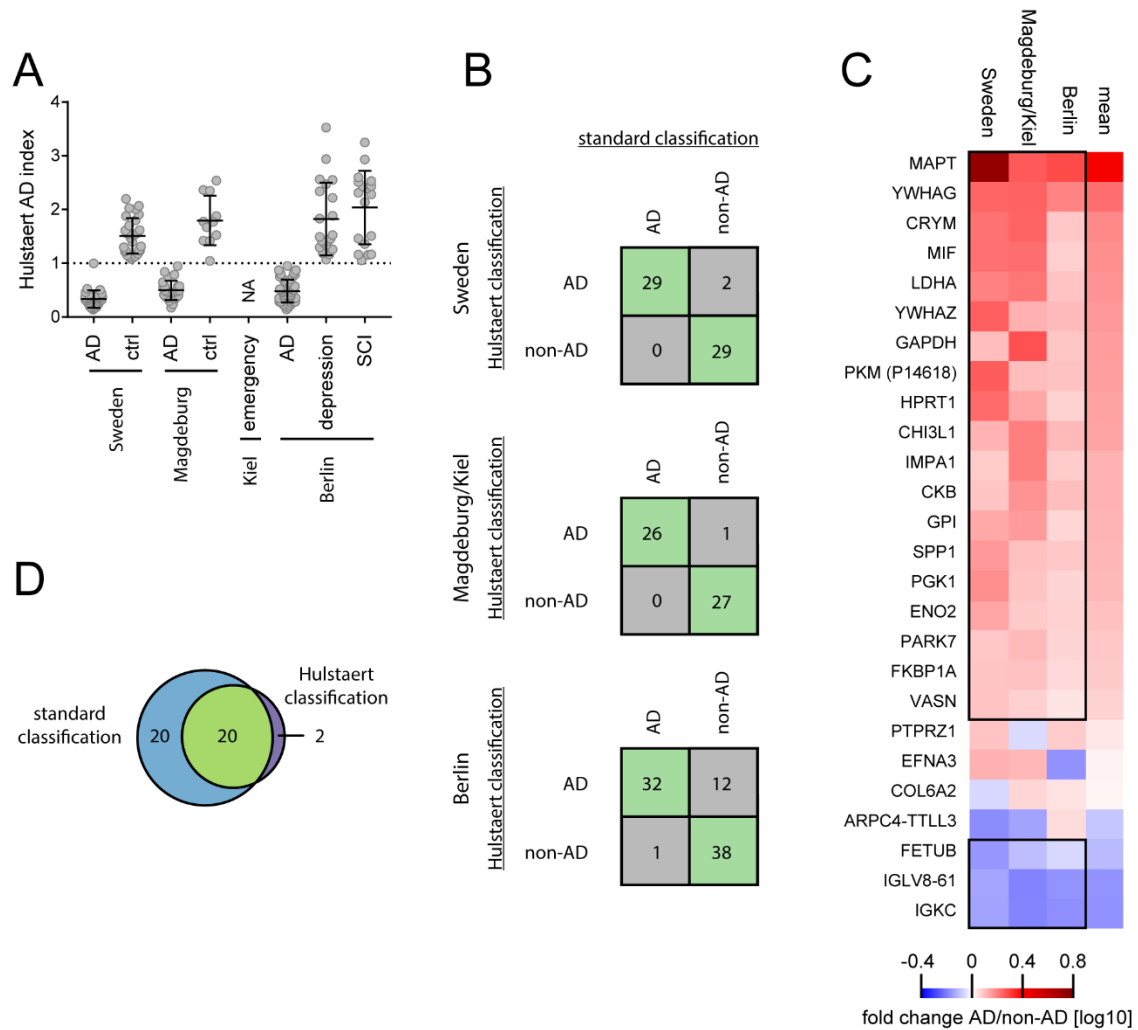 A
Hulstaert AD index
4
3
2
1
0
NA
AD
ctrl
AD
ctrl
emergency
AD
depression
SCI
Sweden
Magdeburg
Kiel
Berlin
B
standard classification
Sweden
Hulstaert classification
AD
non-AD
AD
29
2
non-AD
0
29
Magdeburg/Kiel
Hulstaert classification
AD
non-AD
AD
26
1
non-AD
0
27
Berlin
Hulstaert classification
AD
non-AD
AD
32
12
non-AD
1
38
C
Sweden
Magdeburg/Kiel
Berlin
mean
MAPT
YWHAG
CRYM
MIF
LDHA
YWHAZ
GAPDH
PKM (P14618)
HPRT1
CHI3L1
IMPA1
CKB
GPI
SPP1
PGK1
ENO2
PARK7
FKBP1A
VASN
PTPRZ1
EFNA3
COL6A2
ARPC4-TTLL3
FETUB
IGLV8-61
IGKC
-0.4
0
0.4
0.8
fold change AD/non-AD [log10]
D
standard
classification
Hulstaert
classification
20
20
2